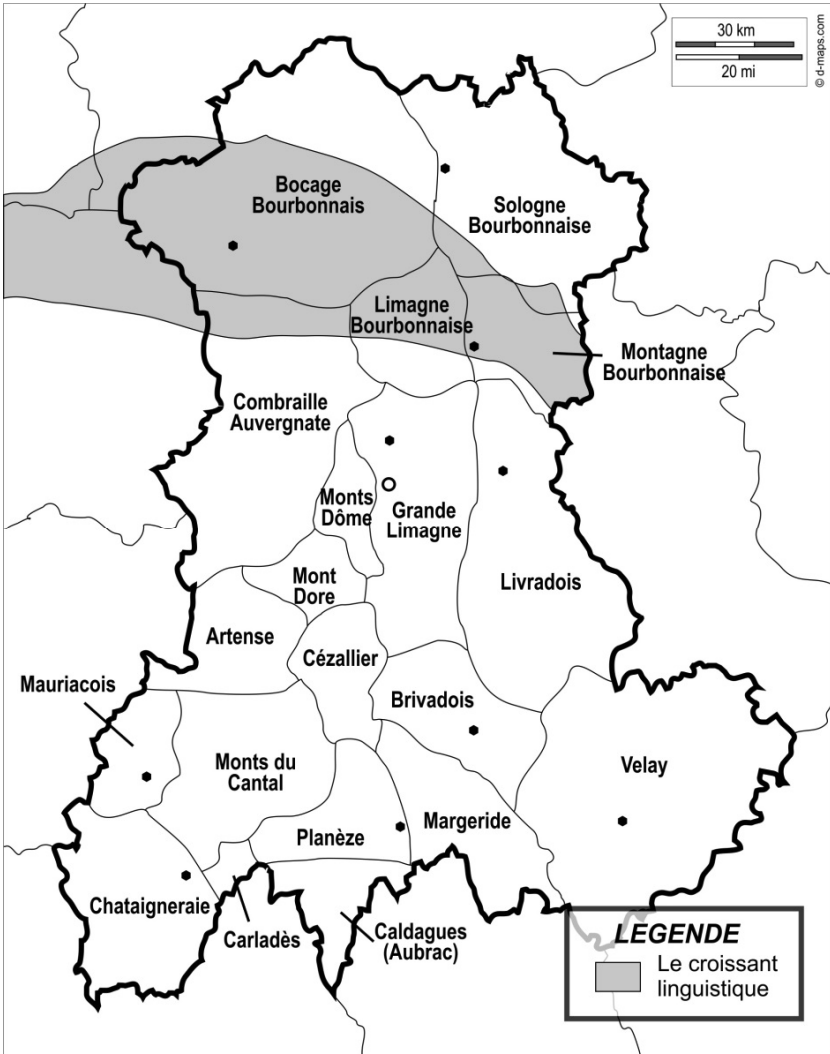 30 km
20 mi
© d-maps.com
Bocage
Bourbonnais
Sologne
Bourbonnaise
Limagne
Bourbonnaise
Montagne
Bourbonnaise
Combraille
Auvergnate
Monts
Dôme
Grande
Limagne
Mont
Dore
Livradois
Artense
Cézallier
Mauriacois
Brivadois
Monts du
Cantal
Velay
Planèze
Margeride
Chataigneraie
Carladès
Caldagues
(Aubrac)
LEGENDE
Le croissant
linguistique